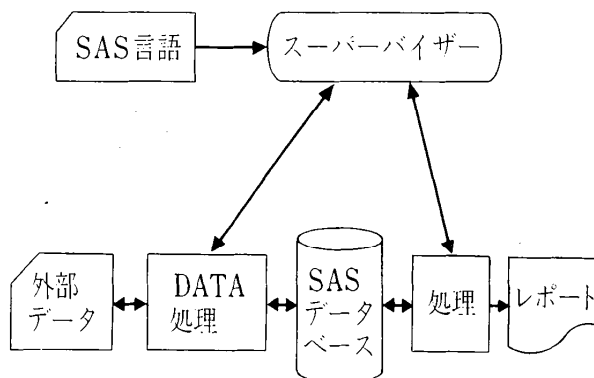 SAS言語
スーパーバイザー
外部
データ
DATA
処理
SAS
データ
ベース
処理
レポート